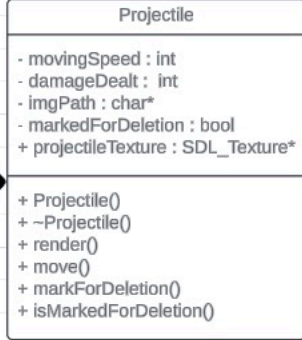 Projectile
- movingSpeed : int
- damageDealt : int
- imgPath : char*
- markedForDeletion : bool
+ projectileTexture : SDL_Texture*
+ Projectile()
+ ~Projectile()
+ render()
+ move()
+ markForDeletion()
+ isMarkedForDeletion()